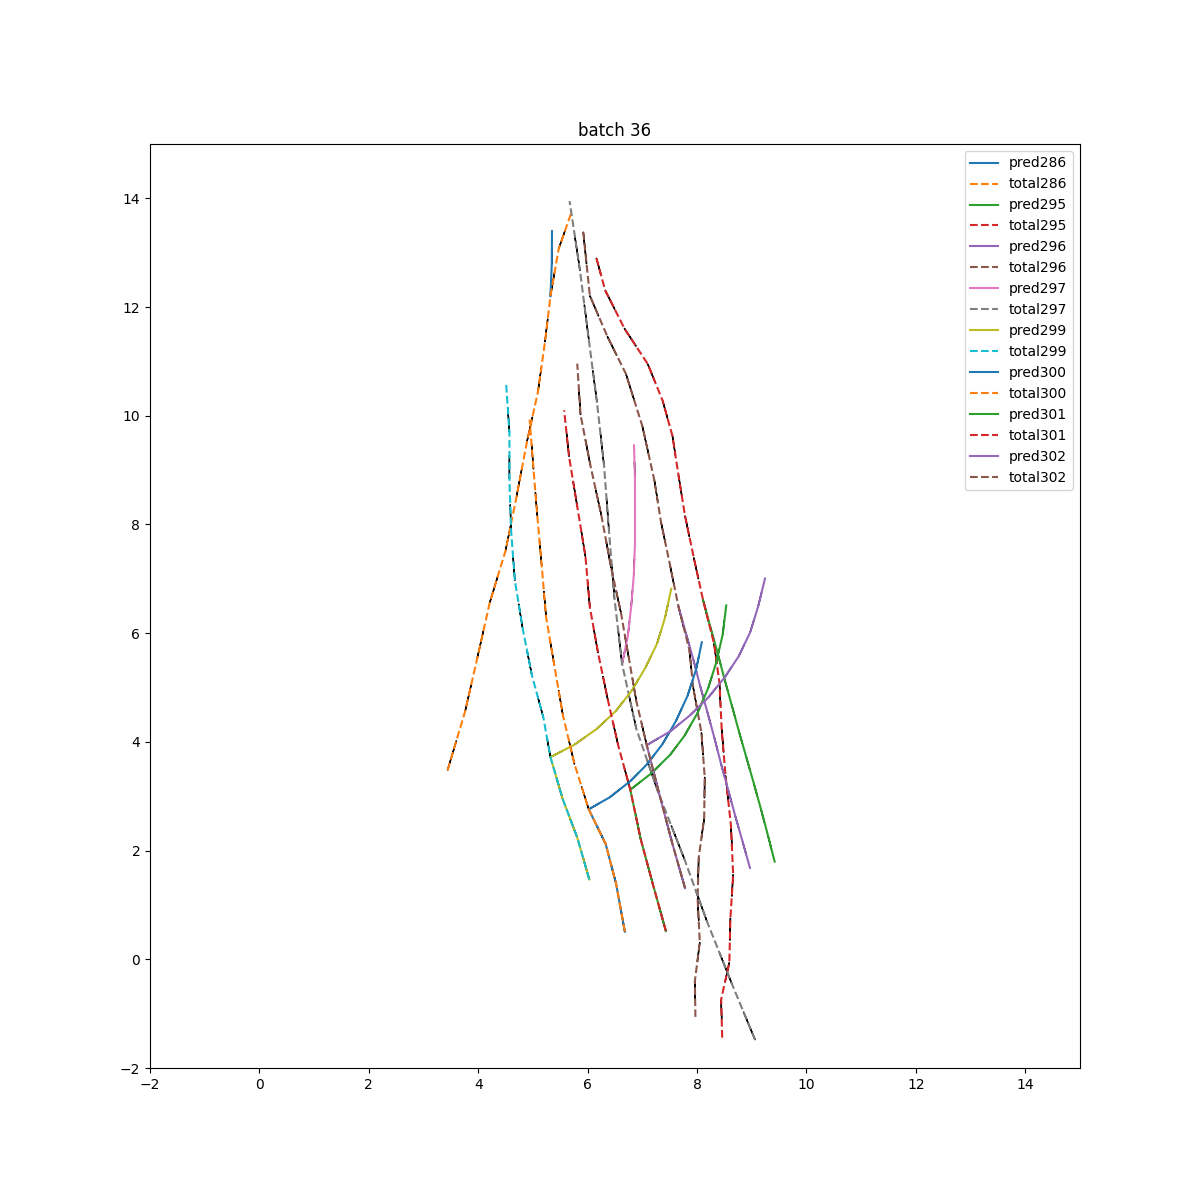 batch 36
pred286
total286
pred295
total295
pred296
total296
pred297
total297
pred299
total299
pred300
total300
pred301
total301
pred302
total302
14
12
10
8
6
4
2
0
−2
−2 0 2 4 6 8 10 12 14